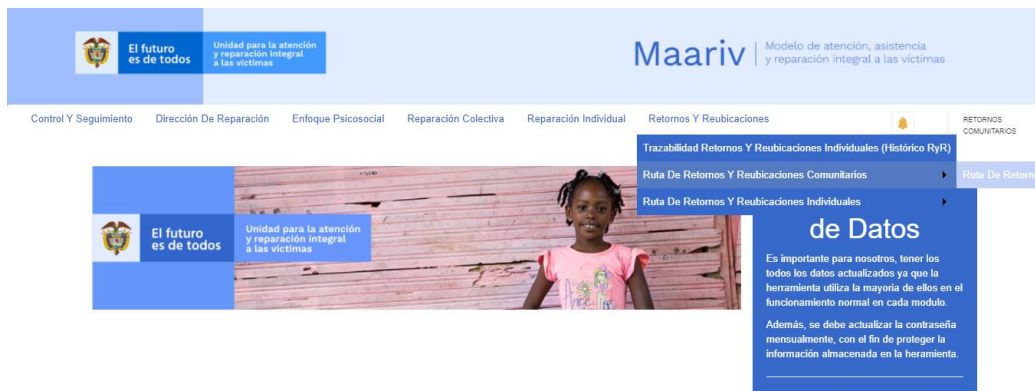 El futuro
es de todos
Unidad para la atención
y reparación integral
a las víctimas
Maariv
Modelo de atención, asistencia
y reparación integral a las víctimas
Control Y Seguimiento
Dirección De Reparación
Enfoque Psicosocial
Reparación Colectiva
Reparación Individual
Retornos Y Reubicaciones
RETORNOS
COMUNITARIOS
Trazabilidad Retornos Y Reubicaciones Individuales (Histórico RyR)
Ruta De Retornos Y Reubicaciones Comunitarios
Ruta De Retorno
Ruta De Retornos Y Reubicaciones Individuales
El futuro
es de todos
Unidad para la atención
y reparación integral
a las víctimas
de Datos
Es importante para nosotros, tener los
todos los datos actualizados ya que la
herramienta utiliza la mayoria de ellos en el
funcionamiento normal en cada modulo.
Además, se debe actualizar la contraseña
mensualmente, con el fin de proteger la
información almacenada en la heramienta.